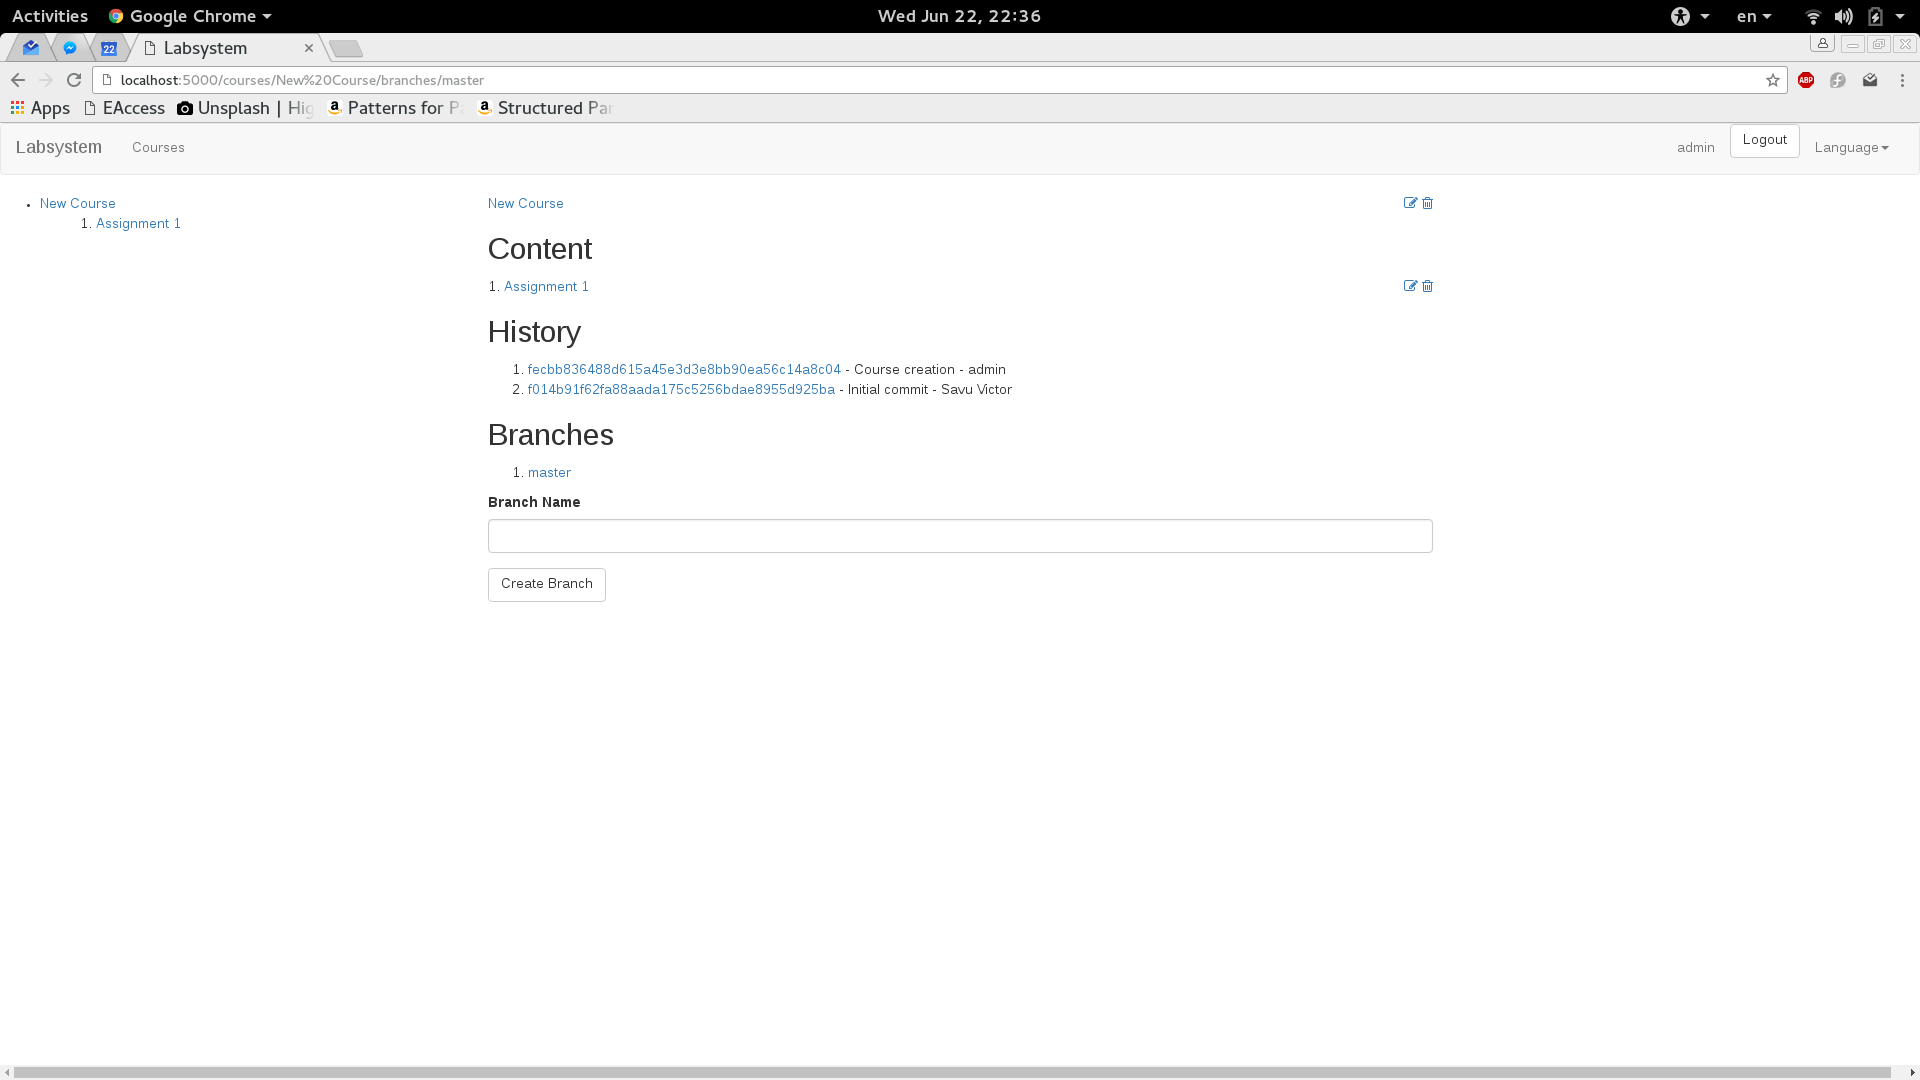 Activities Google Chrome Wed Jun 22, 22:36 en
22 Labsystem
localhost:5000/courses/New%20Course/branches/master ABP
Apps EAccess Unsplash | Hig Patterns for P Structured Par
Labsystem Courses admin Logout Language
New Course
1. Assignment 1
New Course
Content
1. Assignment 1
History
1. fecbb836488d615a45e3d3e8bb90ea56c14a8c04 - Course creation - admin
2. f014b91f62fa88aada175c5256bdae8955d925ba - Initial commit - Savu Victor
Branches
1. master
Branch Name
Create Branch